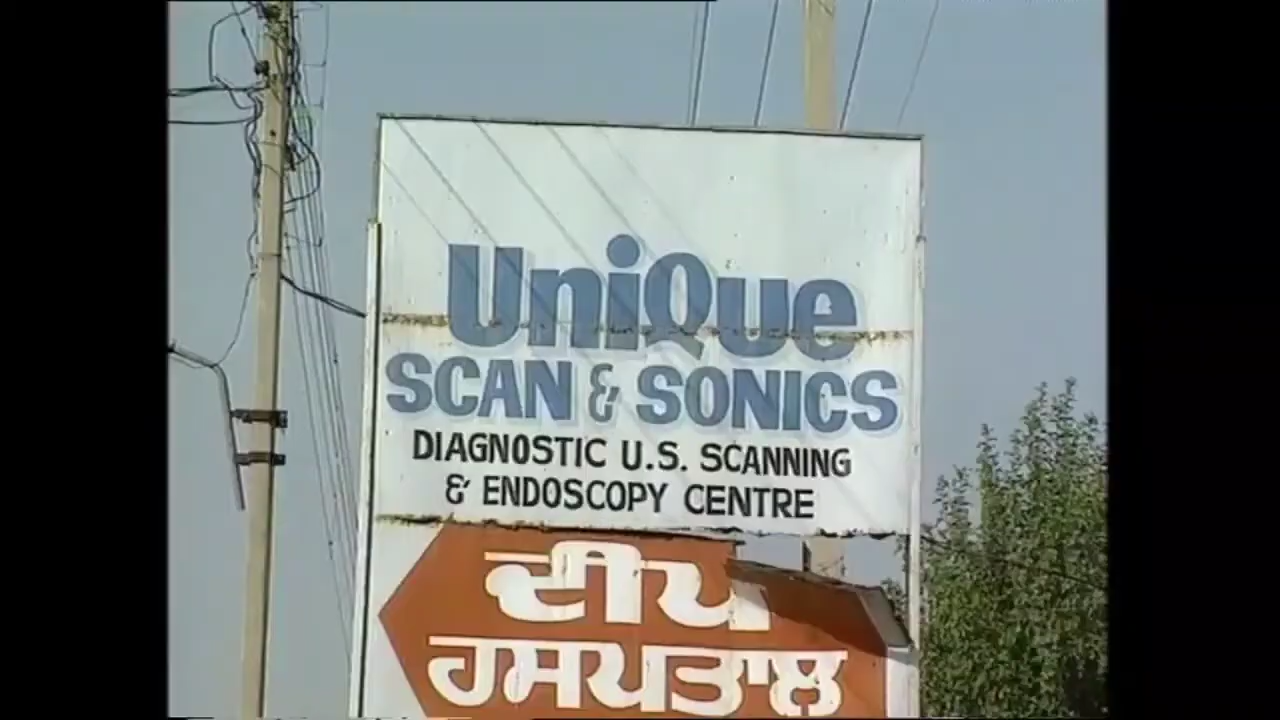 UniQue
SCAN & SONICS
DIAGNOSTIC U.S. SCANNING
& ENDOSCOPY CENTRE
ਦੀਪ
ਹਸਪਤਾਲ